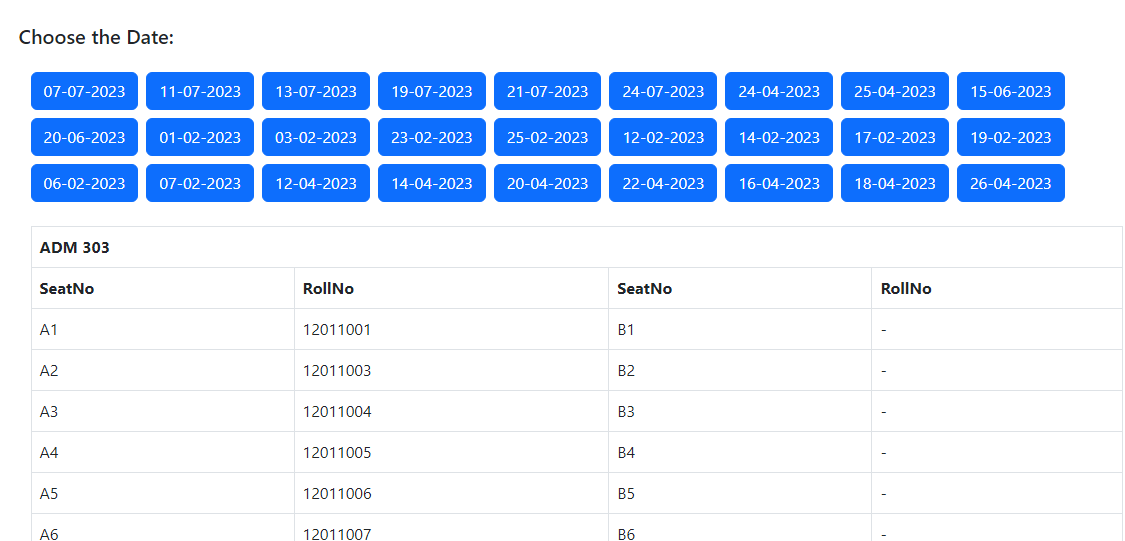 Choose the Date:
07-07-2023 11-07-2023 13-07-2023 19-07-2023 21-07-2023 24-07-2023 24-04-2023 25-04-2023 15-06-2023
20-06-2023 01-02-2023 03-02-2023 23-02-2023 25-02-2023 12-02-2023 14-02-2023 17-02-2023 19-02-2023
06-02-2023 07-02-2023 12-04-2023 14-04-2023 20-04-2023 22-04-2023 16-04-2023 18-04-2023 26-04-2023
ADM 303
SeatNo RollNo SeatNo RollNo
A1 12011001 B1 -
A2 12011003 B2 -
A3 12011004 B3 -
A4 12011005 B4 -
A5 12011006 B5 -
A6 12011007 B6 -